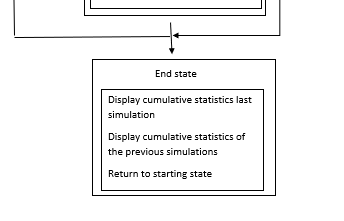 End state
Display cumulative statistics last
simulation
Display cumulative statistics of
the previous simulations
Return to starting state